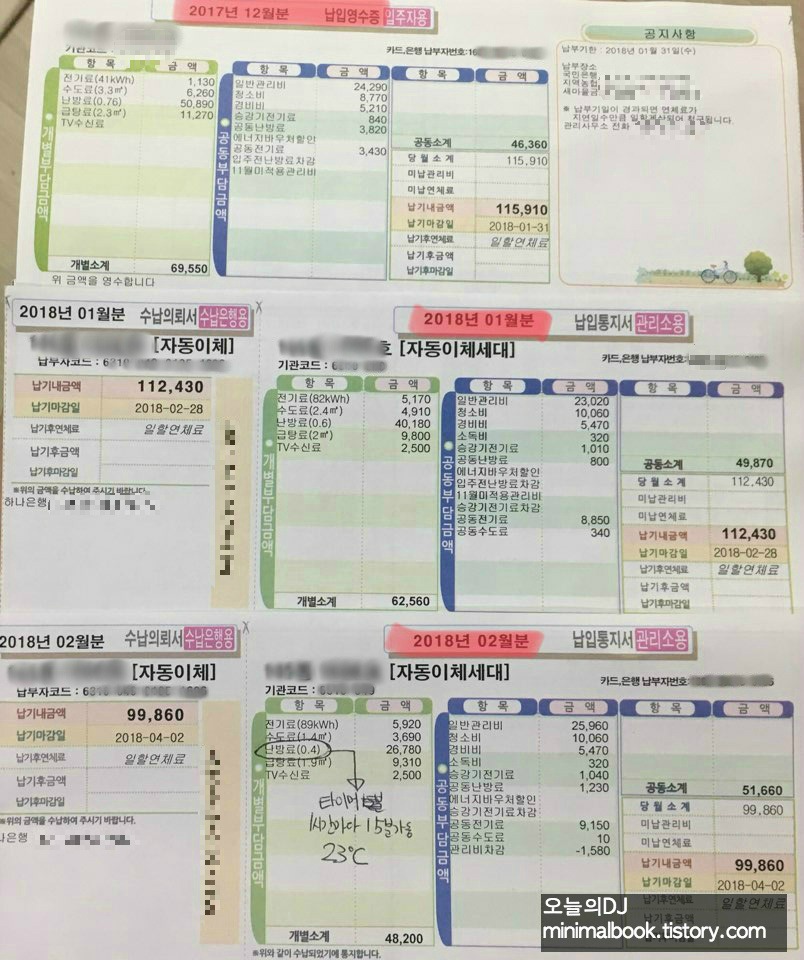 2017년 12월분 납입영수증 입주자용
기관코드 :
카드,은행 납부자번호:16
항 목 금 액
전기료(41kWh) 1,130
수도료(3.3㎥) 6,260
난방료(0.76) 50,890
급탕료(2.3㎥) 11,270
TV수신료
개별부담금액
개별소계 69,550
위 금액을 영수합니다
항 목 금 액
일반관리비 24,290
청소비 8,770
경비비 5,210
승강기전기료 840
공동난방료 3,820
에너지바우처할인
공동전기료 3,430
입주전난방료차감
11월미적용관리비
공동부담금액
항 목 금 액
공동소계 46,360
당 월 소 계 115,910
미납관리비
미납연체료
납기내금액 115,910
납기마감일 2018-01-31
납기후연체료 일할연체료
납기후금액
납기후마감일
공지사항
납부기한 : 2018년 01월 31일(수)
납부장소
국민은행,
지역농협,
새마을금
※ 납부기일이 경과되면 연체료가
지연일수만큼 일할계산되어 청구됩니다.
관리사무소 전화
2018년 01월분 수납의뢰서 수납은행용
[자동이체]
납부자코드 :
납기내금액 112,430
납기마감일 2018-02-28
납기후연체료 일할연체료
납기후금액
납기후마감일
※위의 금액을 수납하여 주시기 바랍니다.
하나은행
2018년 01월분 납입통지서 관리소용
호 [자동이체세대]
기관코드 :
카드,은행 납부자번호:
항 목 금 액
전기료(82kWh) 5,170
수도료(2.4㎥) 4,910
난방료(0.6) 40,180
급탕료(2㎥) 9,800
TV수신료 2,500
개별부담금액
개별소계 62,560
항 목 금 액
일반관리비 23,020
청소비 10,060
경비비 5,470
소독비 320
승강기전기료 1,010
공동난방료 800
에너지바우처할인
입주전난방료차감
11월미적용관리비
승강기전기료차감
공동전기료 8,850
공동수도료 340
공동부담금액
항 목 금 액
공동소계 49,870
당 월 소 계 112,430
미납관리비
미납연체료
납기내금액 112,430
납기마감일 2018-02-28
납기후연체료 일할연체료
납기후금액
납기후마감일
2018년 02월분 수납의뢰서 수납은행용
[자동이체]
납부자코드 :
납기내금액 99,860
납기마감일 2018-04-02
납기후연체료 일할연체료
납기후금액
납기후마감일
※위의 금액을 수납하여 주시기 바랍니다.
나은행
2018년 02월분 납입통지서 관리소용
[자동이체세대]
기관코드 :
카드,은행 납부자번호:
항 목 금 액
전기료(89kWh) 5,920
수도료(1.4㎥) 3,690
난방료(0.4) 26,780
급탕료(1.9㎥) 9,310
TV수신료 2,500
타이머
1시간마다 15분가동
23℃
개별부담금액
개별소계 48,200
※위와 같이 수납되었기에 통지합니다.
항 목 금 액
일반관리비 25,960
청소비 10,060
경비비 5,470
소독비 320
승강기전기료 1,040
공동난방료 1,230
에너지바우처할인
승강기전기료차감
공동전기료 9,150
공동수도료 10
관리비차감 -1,580
공동부담금액
항 목 금 액
공동소계 51,660
당 월 소 계 99,860
미납관리비
미납연체료
납기내금액 99,860
납기마감일 2018-04-02
납기후연체료 일할연체료
오늘의DJ
minimalbook.tistory.com